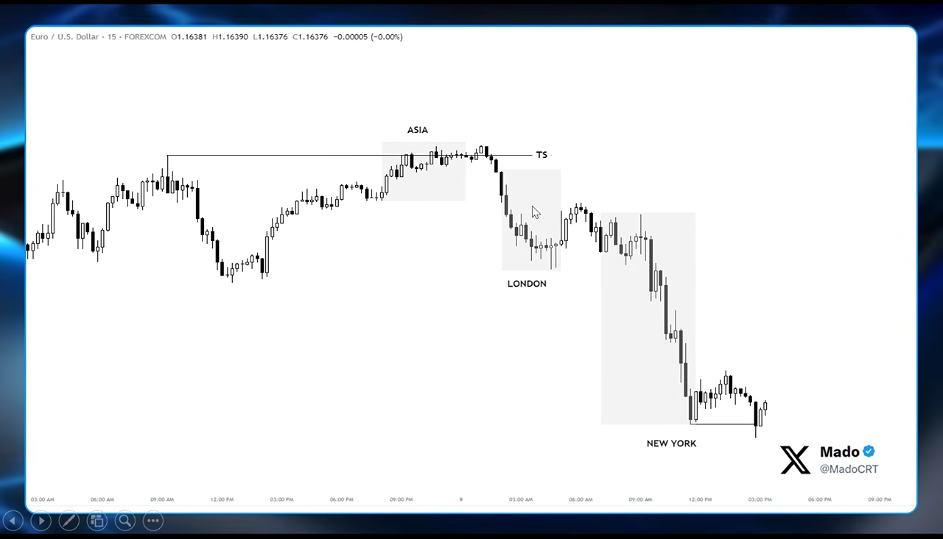 Euro / U.S. Dollar · 15 · FOREXCOM O1.16381 H1.16390 L1.16376 C1.16376 −0.00005 (−0.00%)
ASIA
TS
LONDON
NEW YORK
Mado
@MadoCRT
03:00 AM 06:00 AM 09:00 AM 12:00 PM 03:00 PM 06:00 PM 09:00 PM 9 03:00 AM 06:00 AM 09:00 AM 12:00 PM 03:00 PM 06:00 PM 09:00 PM